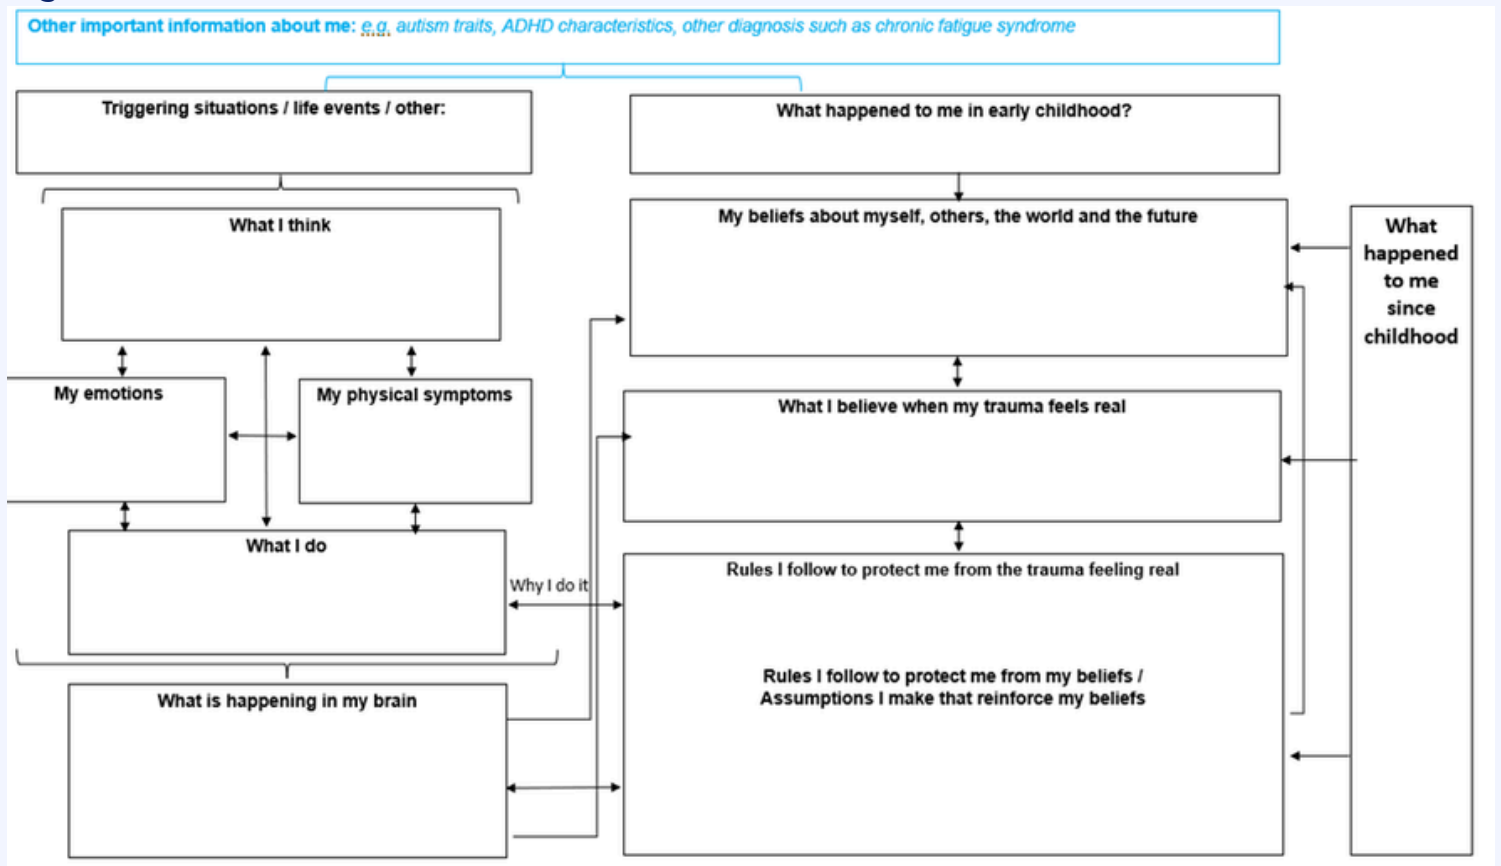 Other important information about me: e.g. autism traits, ADHD characteristics, other diagnosis such as chronic fatigue syndrome
Triggering situations / life events / other:
What happened to me in early childhood?
What I think
My beliefs about myself, others, the world and the future
What
happened
to me
since
childhood
My emotions
My physical symptoms
What I believe when my trauma feels real
What I do
Why I do it
Rules I follow to protect me from the trauma feeling real
Rules I follow to protect me from my beliefs /
Assumptions I make that reinforce my beliefs
What is happening in my brain